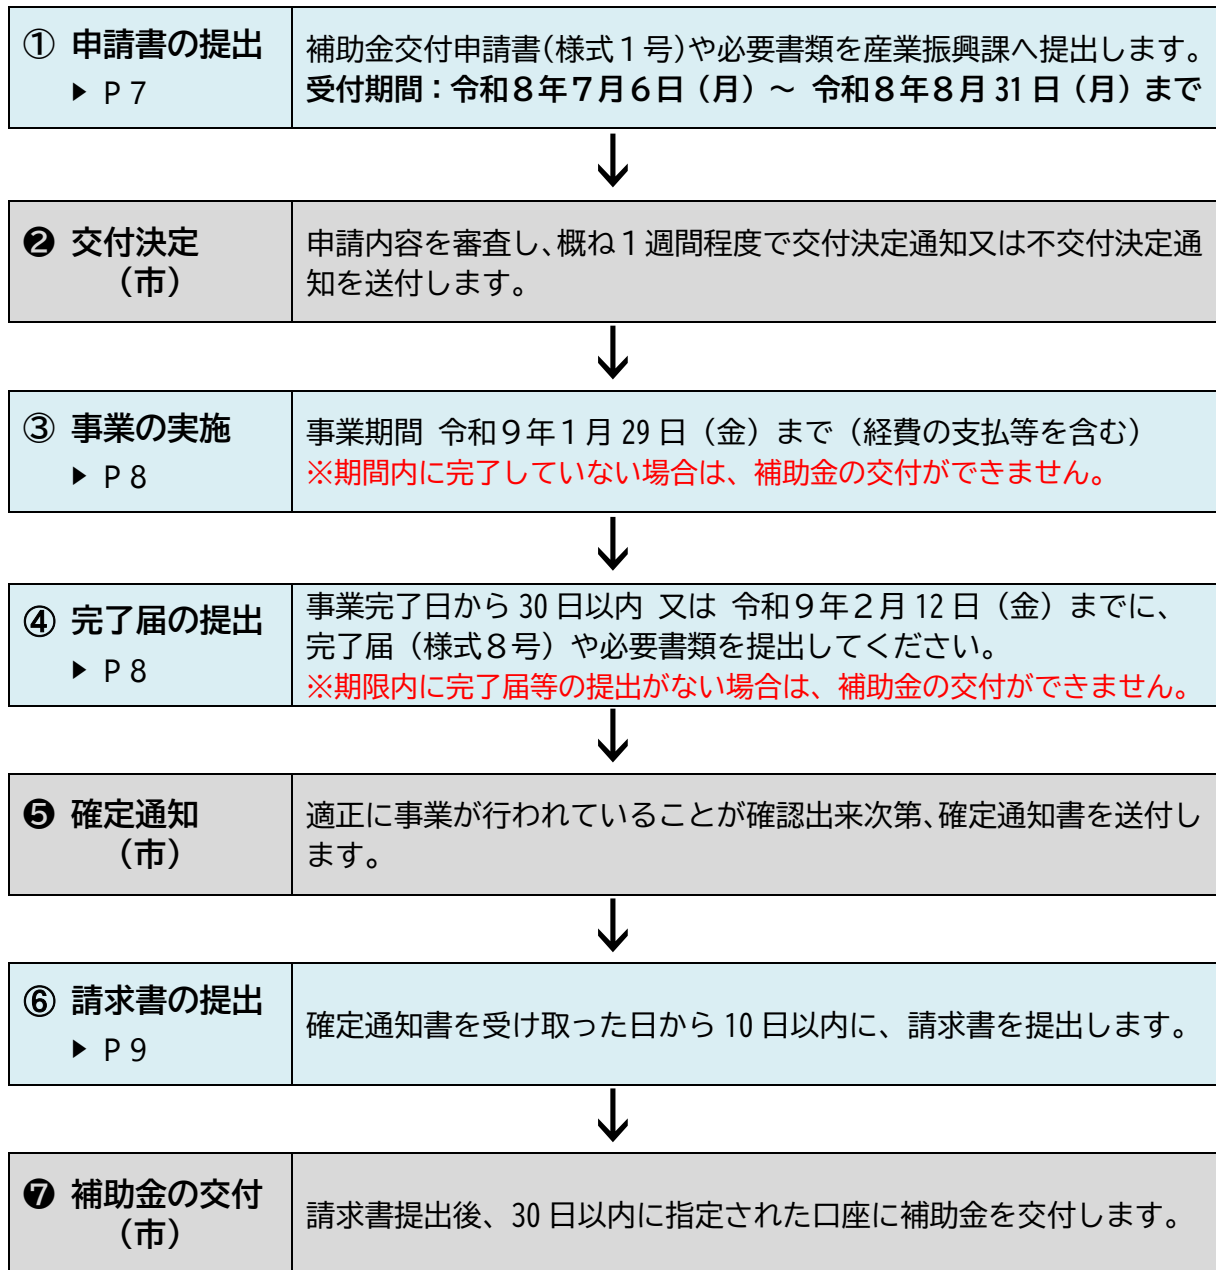 ① 申請書の提出
▶ P７
補助金交付申請書(様式１号)や必要書類を産業振興課へ提出します。
受付期間：令和８年７月６日（月）～ 令和８年８月 31 日（月）まで
↓
❷ 交付決定
（市）
申請内容を審査し、概ね１週間程度で交付決定通知又は不交付決定通
知を送付します。
↓
③ 事業の実施
▶ P８
事業期間 令和９年１月 29 日（金）まで（経費の支払等を含む）
※期間内に完了していない場合は、補助金の交付ができません。
↓
④ 完了届の提出
▶ P８
事業完了日から 30 日以内 又は 令和９年２月 12 日（金）までに、
完了届（様式８号）や必要書類を提出してください。
※期限内に完了届等の提出がない場合は、補助金の交付ができません。
↓
❺ 確定通知
（市）
適正に事業が行われていることが確認出来次第、確定通知書を送付し
ます。
↓
⑥ 請求書の提出
▶ P９
確定通知書を受け取った日から 10 日以内に、請求書を提出します。
↓
❼ 補助金の交付
（市）
請求書提出後、30 日以内に指定された口座に補助金を交付します。